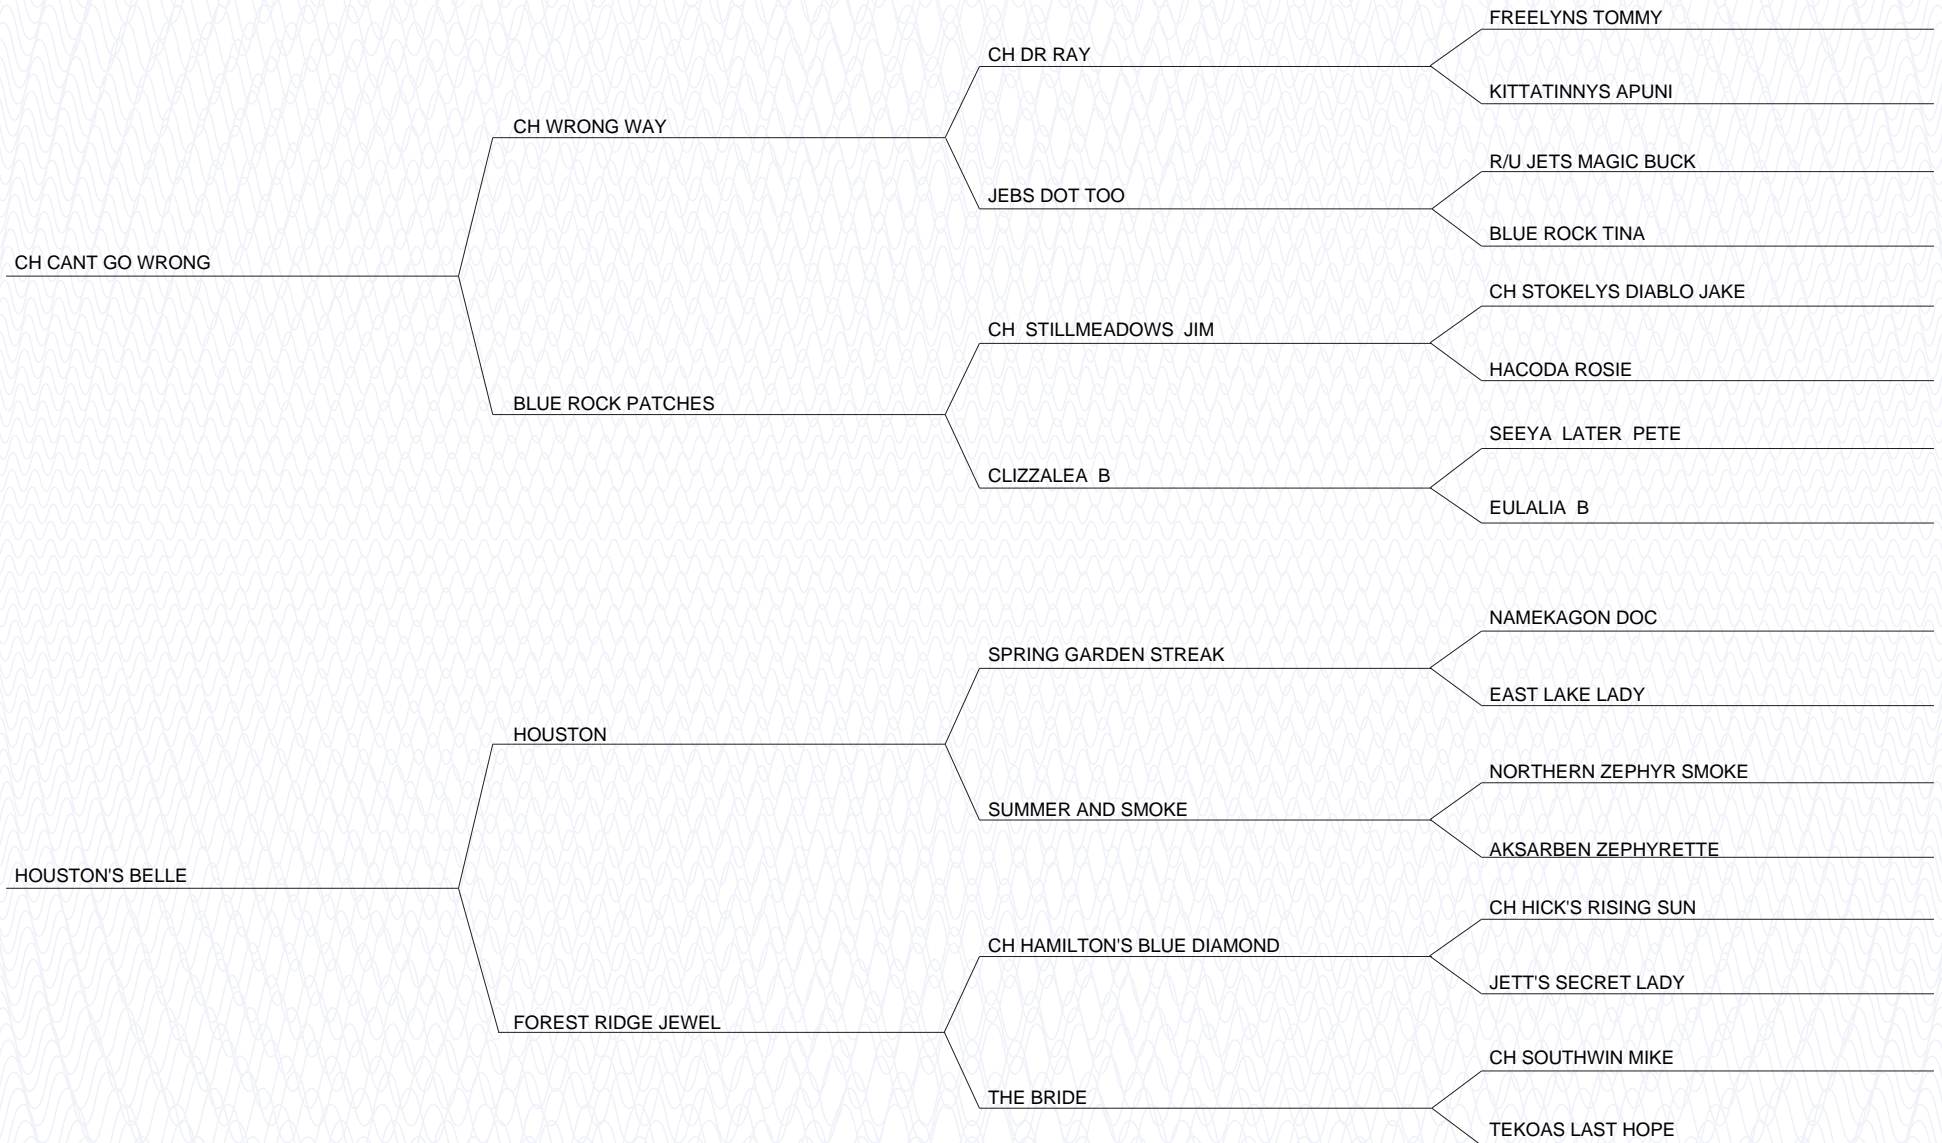 FREELYNS TOMMY
CH DR RAY
KITTATINNYS APUNI
CH WRONG WAY
R/U JETS MAGIC BUCK
JEBS DOT TOO
BLUE ROCK TINA
CH CANT GO WRONG
CH STOKELYS DIABLO JAKE
CH  STILLMEADOWS  JIM
HACODA ROSIE
BLUE ROCK PATCHES
SEEYA  LATER  PETE
CLIZZALEA  B
EULALIA  B
NAMEKAGON DOC
SPRING GARDEN STREAK
EAST LAKE LADY
HOUSTON
NORTHERN ZEPHYR SMOKE
SUMMER AND SMOKE
AKSARBEN ZEPHYRETTE
HOUSTON'S BELLE
CH HICK'S RISING SUN
CH HAMILTON'S BLUE DIAMOND
JETT'S SECRET LADY
FOREST RIDGE JEWEL
CH SOUTHWIN MIKE
THE BRIDE
TEKOAS LAST HOPE